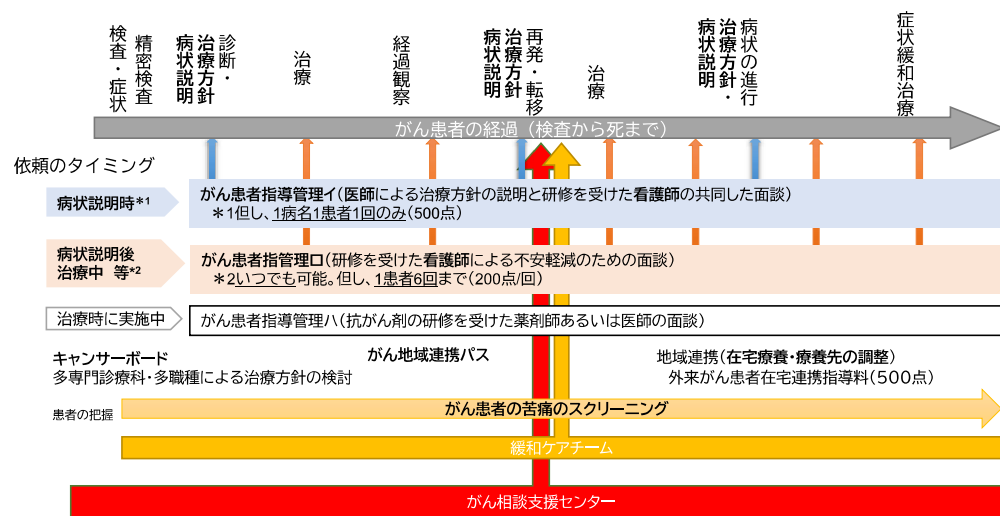 検査・症状
精密検査
診断・
治療方針
病状説明
治療
経過観察
再発・転移
治療方針
病状説明
治療
病状の進行
治療方針・
病状説明
症状緩和治療
がん患者の経過（検査から死まで）
依頼のタイミング
病状説明時*1
がん患者指導管理イ（医師による治療方針の説明と研修を受けた看護師の共同した面談）
＊1但し、1病名1患者1回のみ（500点）
病状説明後
治療中 等*2
がん患者指管理ロ（研修を受けた看護師による不安軽減のための面談）
＊2いつでも可能。但し、1患者6回まで（200点/回）
治療時に実施中
がん患者指導管理ハ（抗がん剤の研修を受けた薬剤師あるいは医師の面談）
キャンサーボード
多専門診療科・多職種による治療方針の検討
がん地域連携パス
地域連携（在宅療養・療養先の調整）
外来がん患者在宅連携指導料（500点）
患者の把握
がん患者の苦痛のスクリーニング
緩和ケアチーム
がん相談支援センター